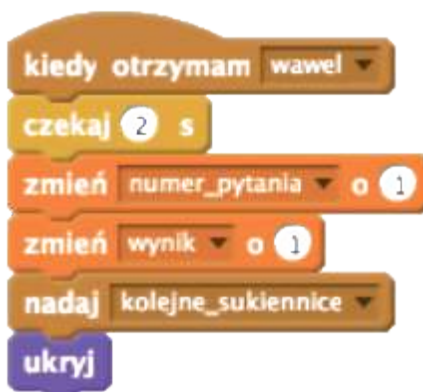 kiedy otrzymam wawel
czekaj 2 s
zmień numer_pytania o 1
zmień wynik o 1
nadaj kolejne_sukiennice
ukryj